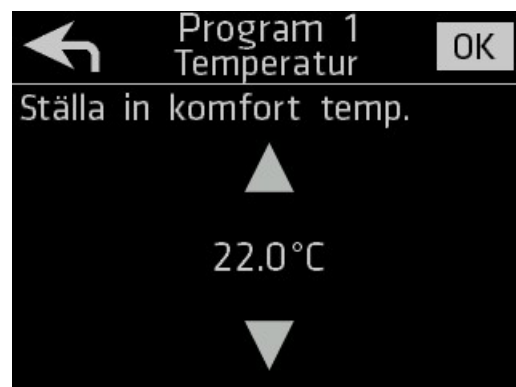 Program 1
Temperatur
OK
Ställa in komfort temp.
22.0°C